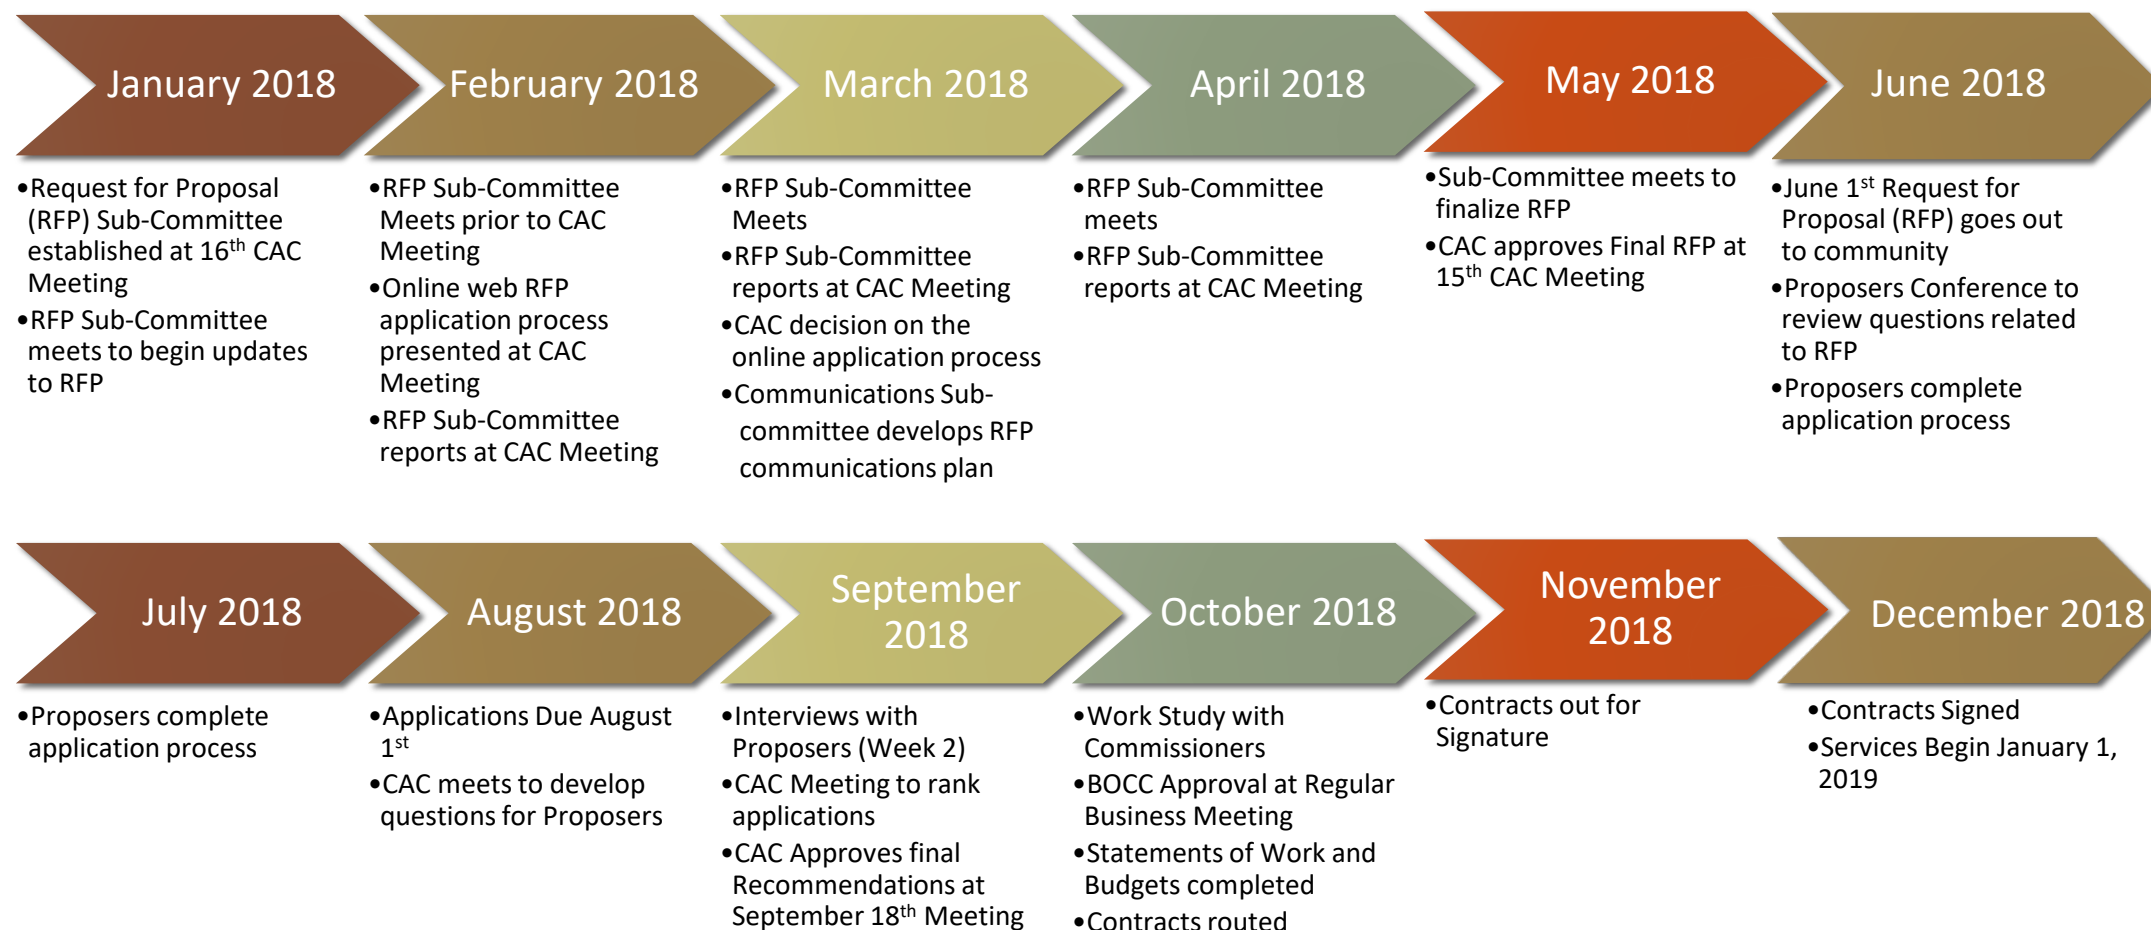 January 2018
•Request for Proposal
(RFP) Sub-Committee
established at 16th CAC
Meeting
•RFP Sub-Committee
meets to begin updates
to RFP
February 2018
•RFP Sub-Committee
Meets prior to CAC
Meeting
•Online web RFP
application process
presented at CAC
Meeting
•RFP Sub-Committee
reports at CAC Meeting
March 2018
•RFP Sub-Committee
Meets
•RFP Sub-Committee
reports at CAC Meeting
•CAC decision on the
online application process
•Communications Sub-
committee develops RFP
communications plan
April 2018
•RFP Sub-Committee
meets
•RFP Sub-Committee
reports at CAC Meeting
May 2018
•Sub-Committee meets to
finalize RFP
•CAC approves Final RFP at
15th CAC Meeting
June 2018
•June 1st Request for
Proposal (RFP) goes out
to community
•Proposers Conference to
review questions related
to RFP
•Proposers complete
application process
July 2018
•Proposers complete
application process
August 2018
•Applications Due August
1st
•CAC meets to develop
questions for Proposers
September
2018
•Interviews with
Proposers (Week 2)
•CAC Meeting to rank
applications
•CAC Approves final
Recommendations at
September 18th Meeting
October 2018
•Work Study with
Commissioners
•BOCC Approval at Regular
Business Meeting
•Statements of Work and
Budgets completed
•Contracts routed
November
2018
•Contracts out for
Signature
December 2018
•Contracts Signed
•Services Begin January 1,
2019